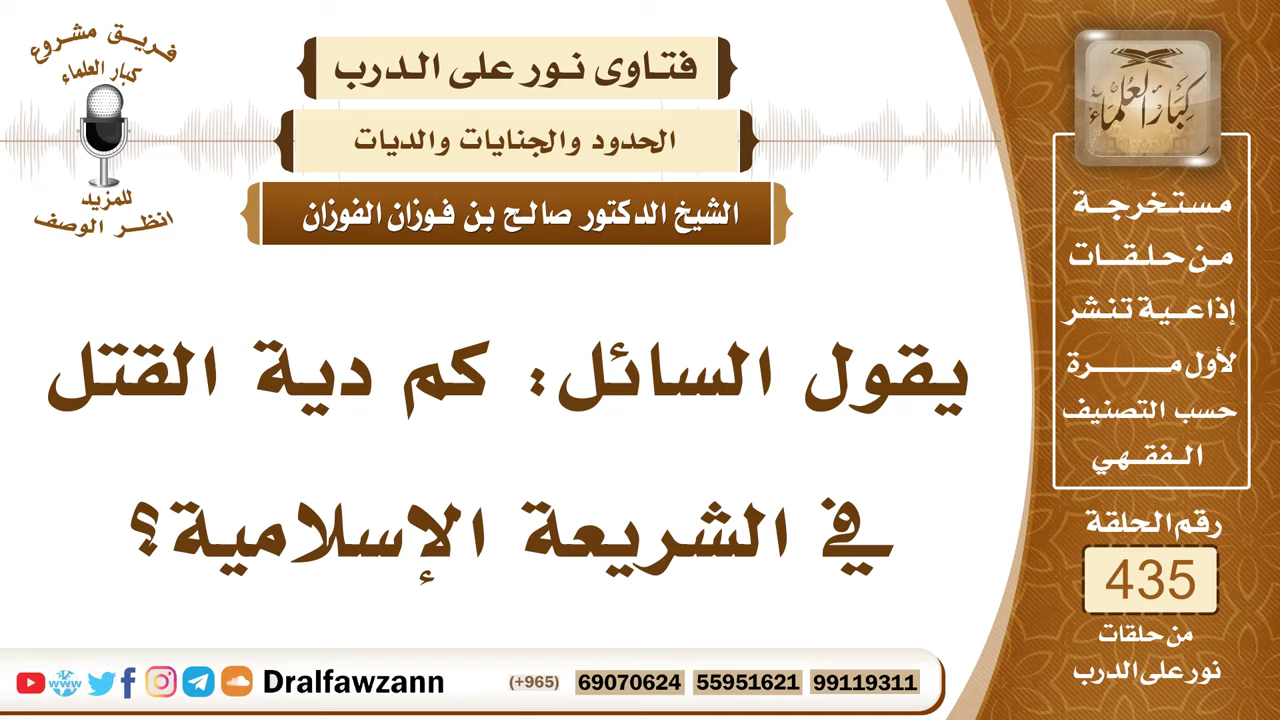 فريق مشروع
كبار العلماء
للمزيد
انظر الوصف
فتاوى نور على الدرب
الحدود والجنايات والديات
الشيخ الدكتور صالح بن فوزان الفوزان
يقول السائل: كم دية القتل
في الشريعة الإسلامية؟
كبار العلماء
مستخرجة
من حلقات
إذاعية تنشر
لأول مرة
حسب التصنيف
الفقهي
رقم الحلقة
435
من حلقات
نور على الدرب
www
Dralfawzann (+965) 69070624 55951621 99119311